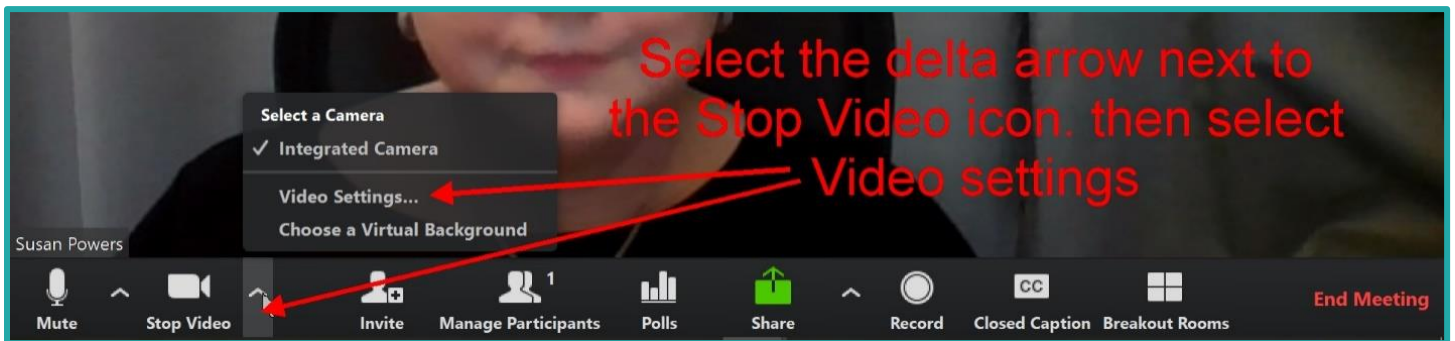 Select the delta arrow next to
the Stop Video icon. then select
Video settings
Select a Camera
✓ Integrated Camera
Video Settings...
Choose a Virtual Background
Susan Powers
Mute
Stop Video
Invite
1
Manage Participants
Polls
Share
Record
CC
Closed Caption
Breakout Rooms
End Meeting